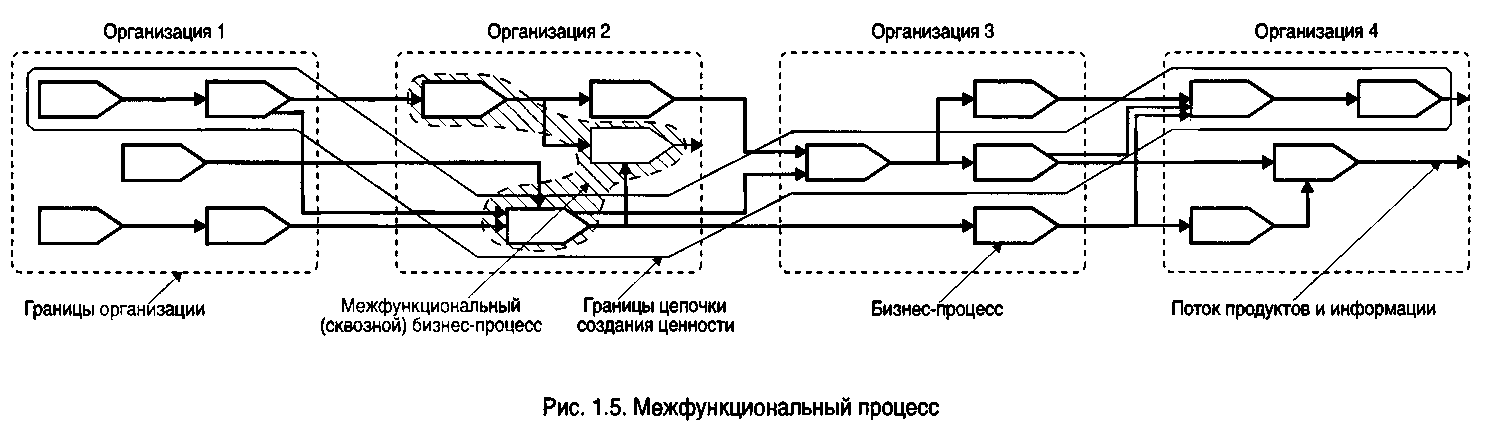 Организация 1
Организация 2
Организация 3
Организация 4
Границы организации
Межфункциональный
(сквозной) бизнес-процесс
Границы цепочки
создания ценности
Бизнес-процесс
Поток продуктов и информации
Рис. 1.5. Межфункциональный процесс